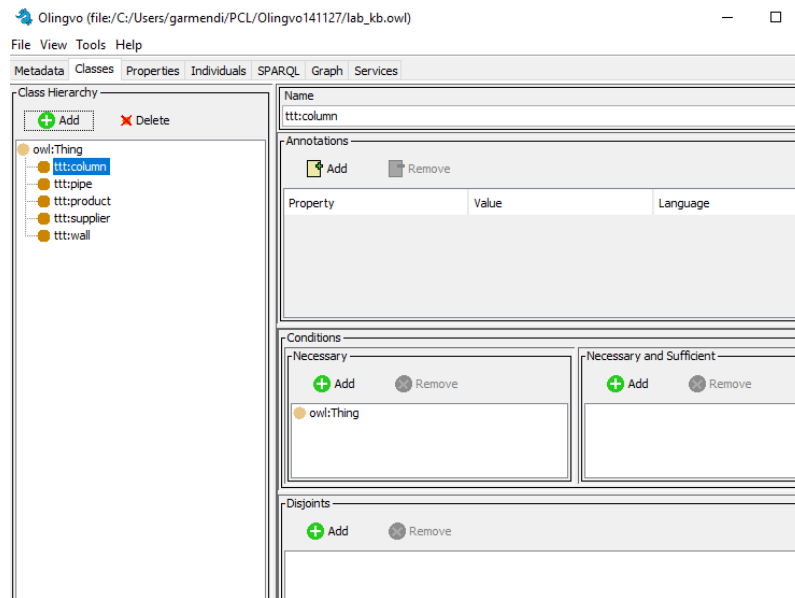 Olingvo (file:/C:/Users/garmendi/PCL/Olingvo141127/lab_kb.owl)
File View Tools Help
Metadata Classes Properties Individuals SPARQL Graph Services
Class Hierarchy
Add Delete
owl:Thing
ttt:column
ttt:pipe
ttt:product
ttt:supplier
ttt:wall
Name
ttt:column
Annotations
Add Remove
Property Value Language
Conditions
Necessary
Add Remove
owl:Thing
Necessary and Sufficient
Add Remove
Disjoints
Add Remove